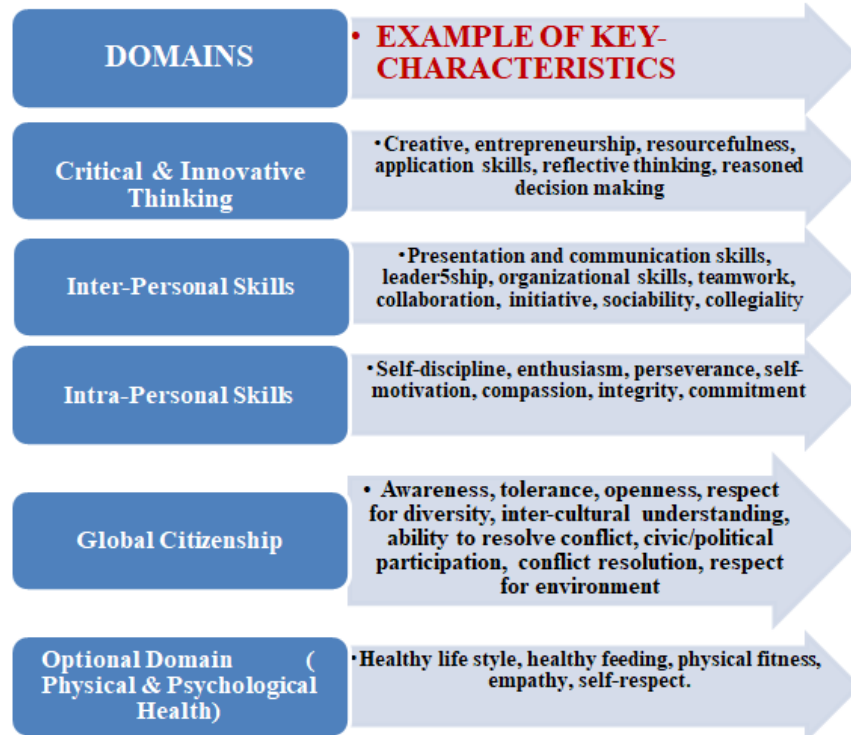 DOMAINS
• EXAMPLE OF KEY-
CHARACTERISTICS
Critical & Innovative
Thinking
•Creative, entrepreneurship, resourcefulness,
application skills, reflective thinking, reasoned
decision making
Inter-Personal Skills
•Presentation and communication skills,
leader5ship, organizational skills, teamwork,
collaboration, initiative, sociability, collegiality
Intra-Personal Skills
•Self-discipline, enthusiasm, perseverance, self-
motivation, compassion, integrity, commitment
Global Citizenship
• Awareness, tolerance, openness, respect
for diversity, inter-cultural understanding,
ability to resolve conflict, civic/political
participation, conflict resolution, respect
for environment
Optional Domain (
Physical & Psychological
Health)
•Healthy life style, healthy feeding, physical fitness,
empathy, self-respect.